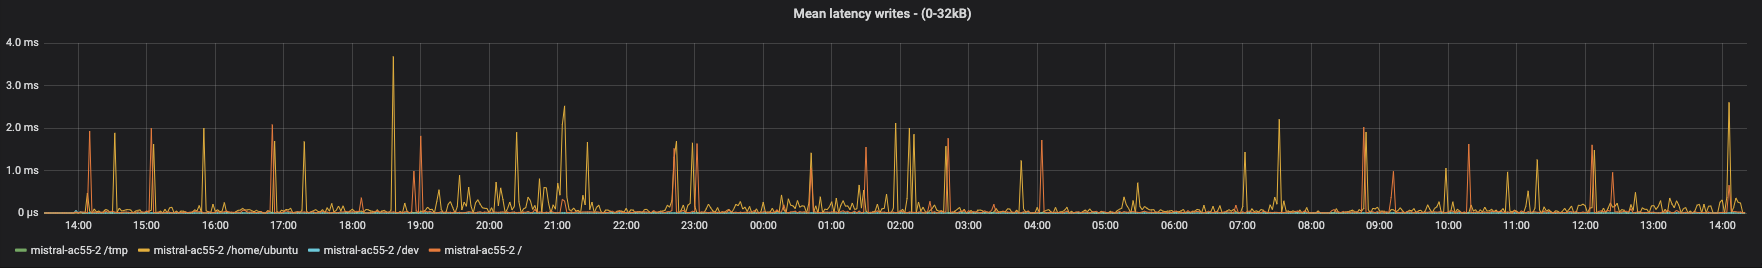 Mean latency writes - (0-32kB)
4.0 ms
3.0 ms
2.0 ms
1.0 ms
0 µs
14:00 15:00 16:00 17:00 18:00 19:00 20:00 21:00 22:00 23:00 00:00 01:00 02:00 03:00 04:00 05:00 06:00 07:00 08:00 09:00 10:00 11:00 12:00 13:00 14:00
mistral-ac55-2 /tmp mistral-ac55-2 /home/ubuntu mistral-ac55-2 /dev mistral-ac55-2 /